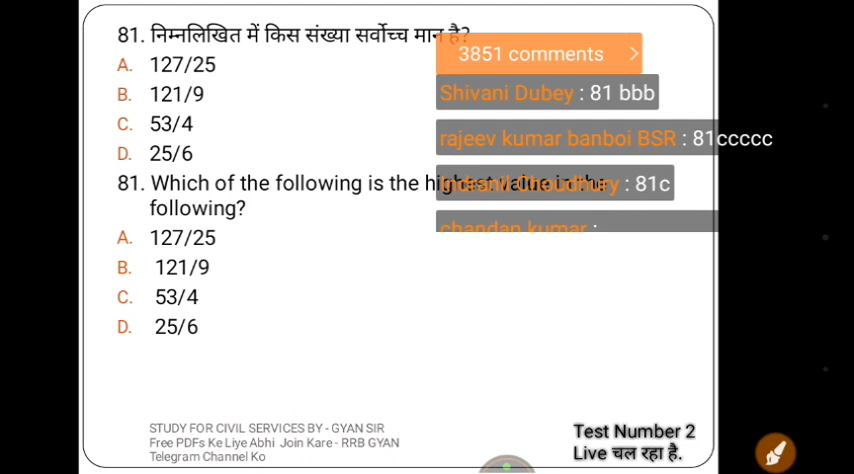 81. निम्नलिखित में किस संख्या सर्वोच्च मान है?
A. 127/25
B. 121/9
C. 53/4
D. 25/6
3851 comments >
Shivani Dubey : 81 bbb
rajeev kumar banboi BSR : 81ccccc
Indranil Choudhury : 81c
chandan kumar :
81. Which of the following is the highest value in the
following?
A. 127/25
B. 121/9
C. 53/4
D. 25/6
STUDY FOR CIVIL SERVICES BY - GYAN SIR
Free PDFs Ke Liye Abhi Join Kare - RRB GYAN
Telegram Channel Ko
Test Number 2
Live चल रहा है.